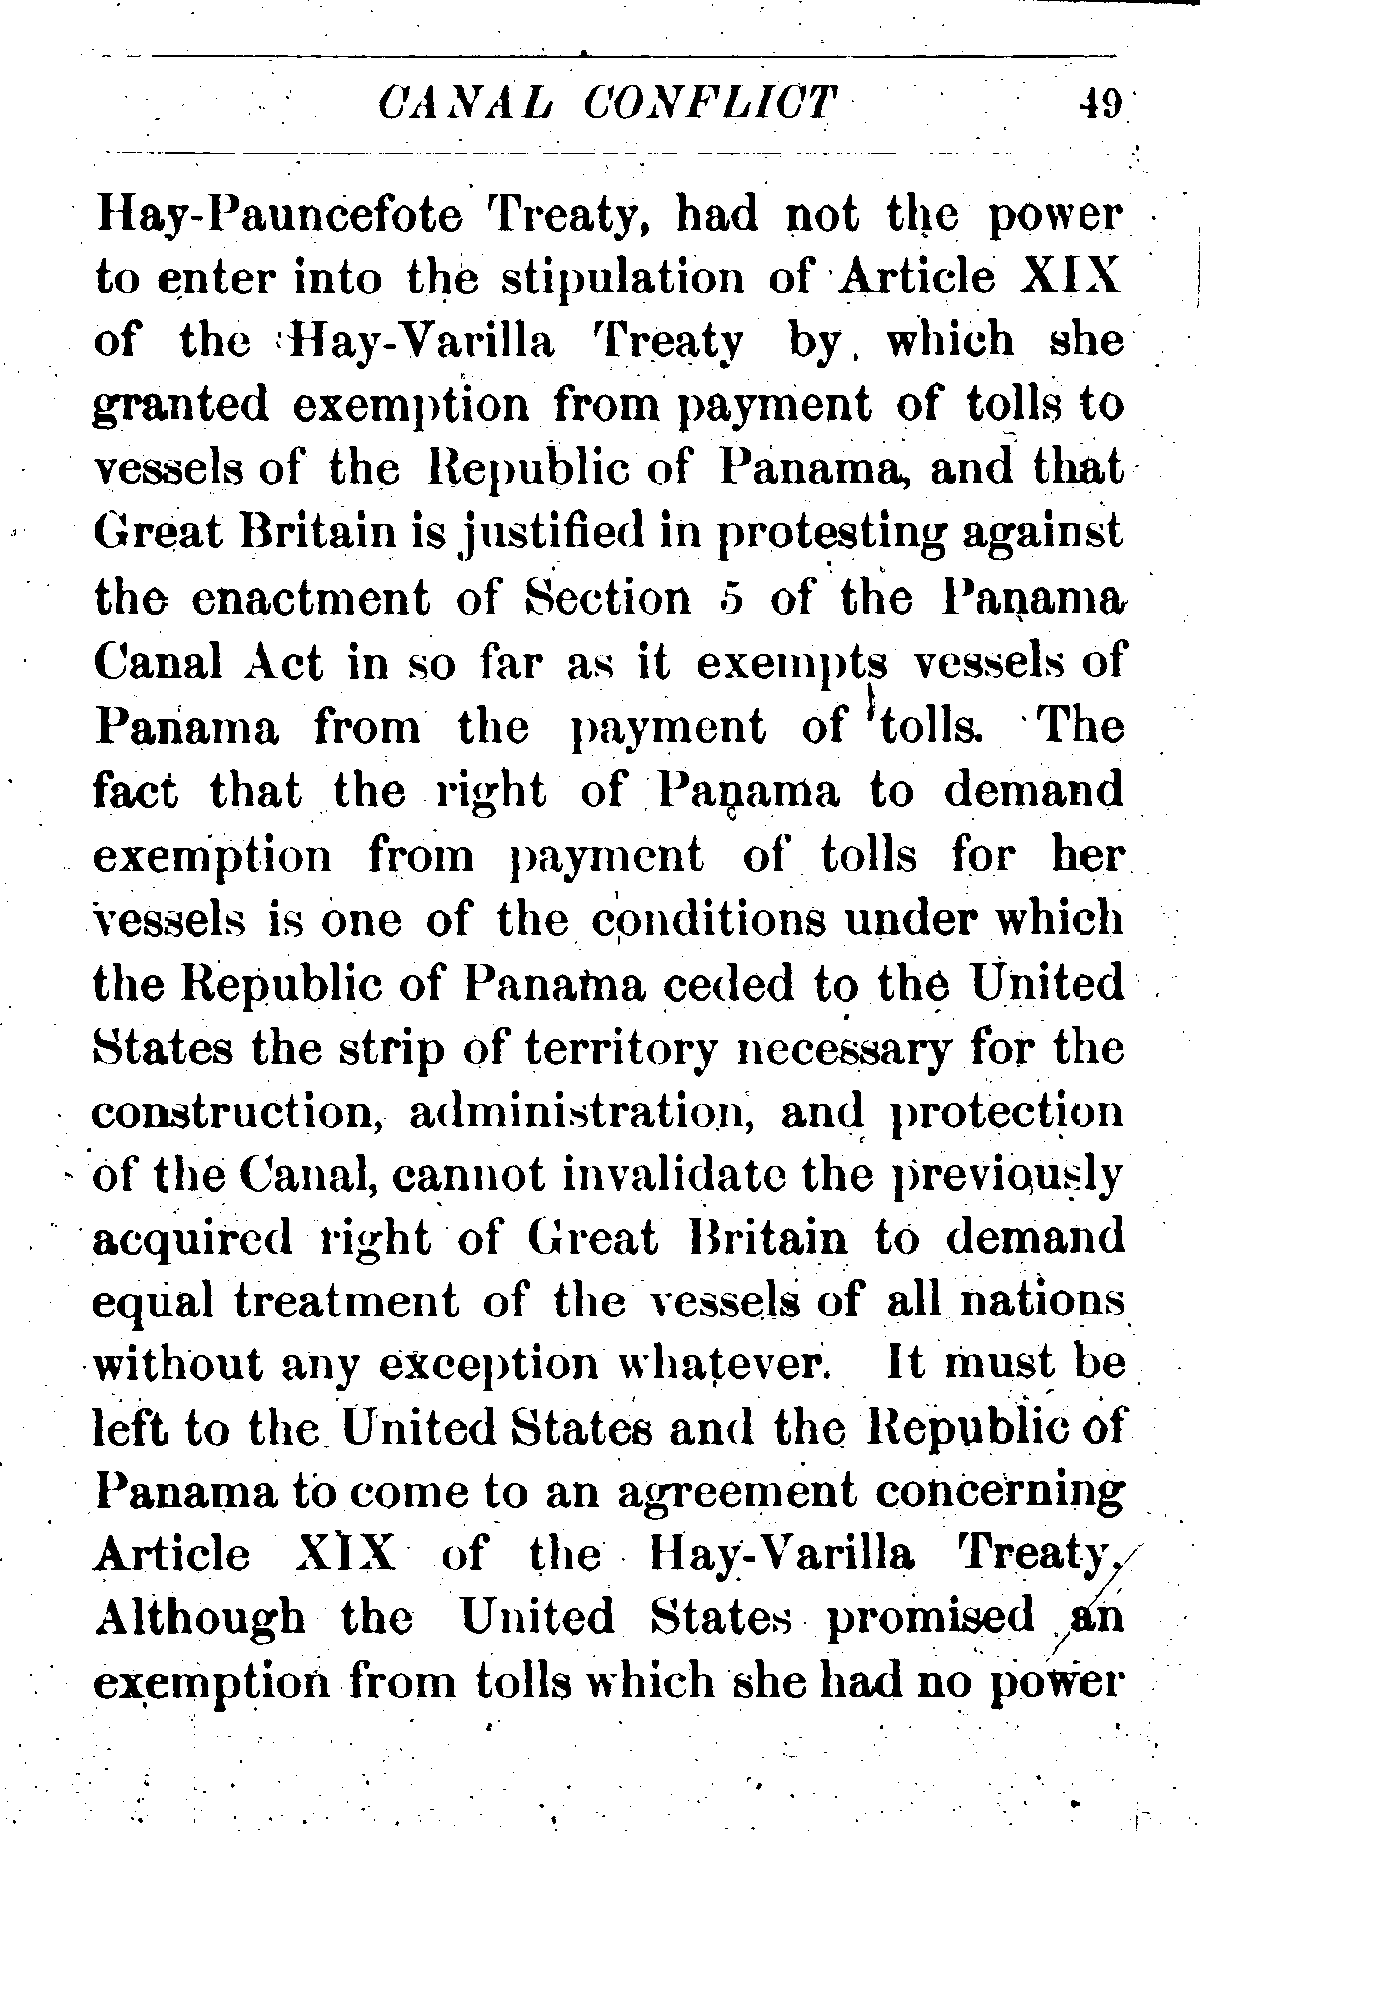 CANAL CONFLICT 49
Hay-Pauncefote Treaty, had not the power
to enter into the stipulation of Article XIX
of the Hay-Varilla Treaty by which she
granted exemption from payment of tolls to
vessels of the Republic of Panama, and that
Great Britain is justified in protesting against
the enactment of Section 5 of the Panama
Canal Act in so far as it exempts vessels of
Panama from the payment of tolls. The
fact that the right of Panama to demand
exemption from payment of tolls for her
vessels is one of the conditions under which
the Republic of Panama ceded to the United
States the strip of territory necessary for the
construction, administration, and protection
of the Canal, cannot invalidate the previously
acquired right of Great Britain to demand
equal treatment of the vessels of all nations
without any exception whatever. It must be
left to the United States and the Republic of
Panama to come to an agreement concerning
Article XIX of the Hay-Varilla Treaty.
Although the United States promised an
exemption from tolls which she had no power